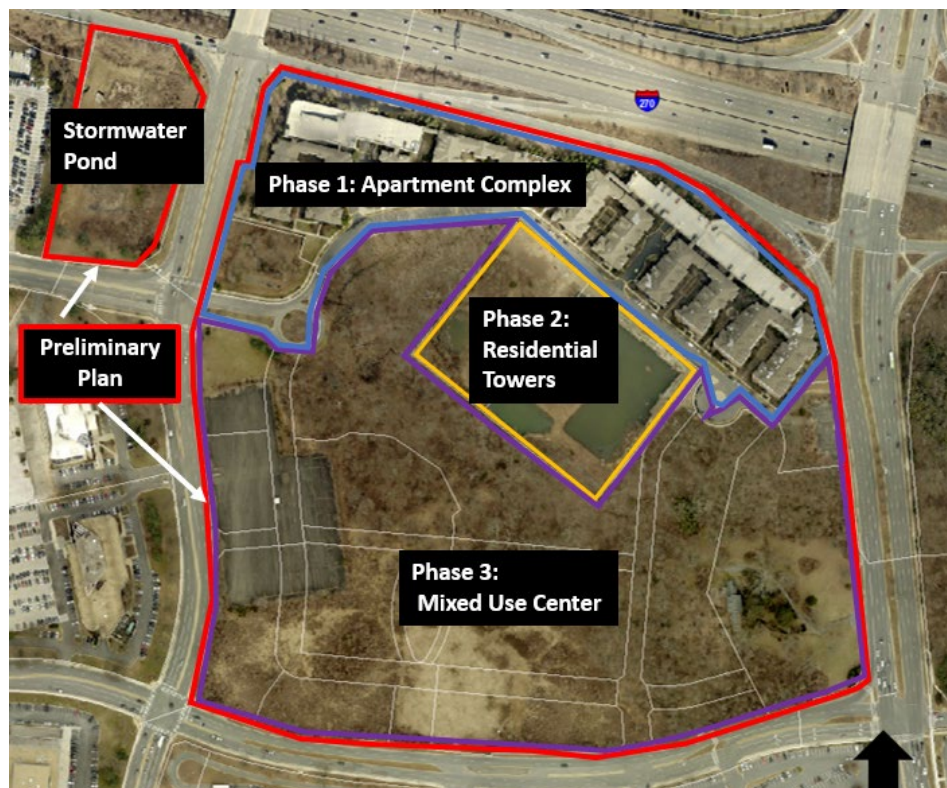 270
Stormwater
Pond
Phase 1: Apartment Complex
Phase 2:
Residential
Towers
Preliminary
Plan
Phase 3:
Mixed Use Center